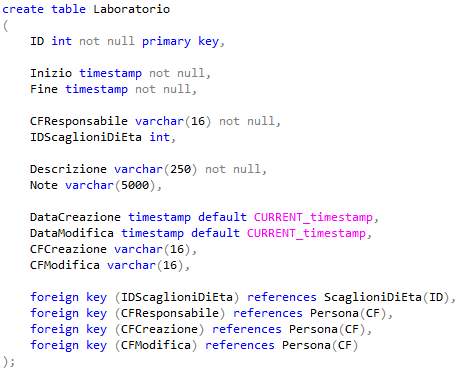 create table Laboratorio
(
ID int not null primary key,
Inizio timestamp not null,
Fine timestamp not null,
CFResponsabile varchar(16) not null,
IDScaglioniDiEta int,
Descrizione varchar(250) not null,
Note varchar(5000),
DataCreazione timestamp default CURRENT_timestamp,
DataModifica timestamp default CURRENT_timestamp,
CFCreazione varchar(16),
CFModifica varchar(16),
foreign key (IDScaglioniDiEta) references ScaglioniDiEta(ID),
foreign key (CFResponsabile) references Persona(CF),
foreign key (CFCreazione) references Persona(CF),
foreign key (CFModifica) references Persona(CF)
);